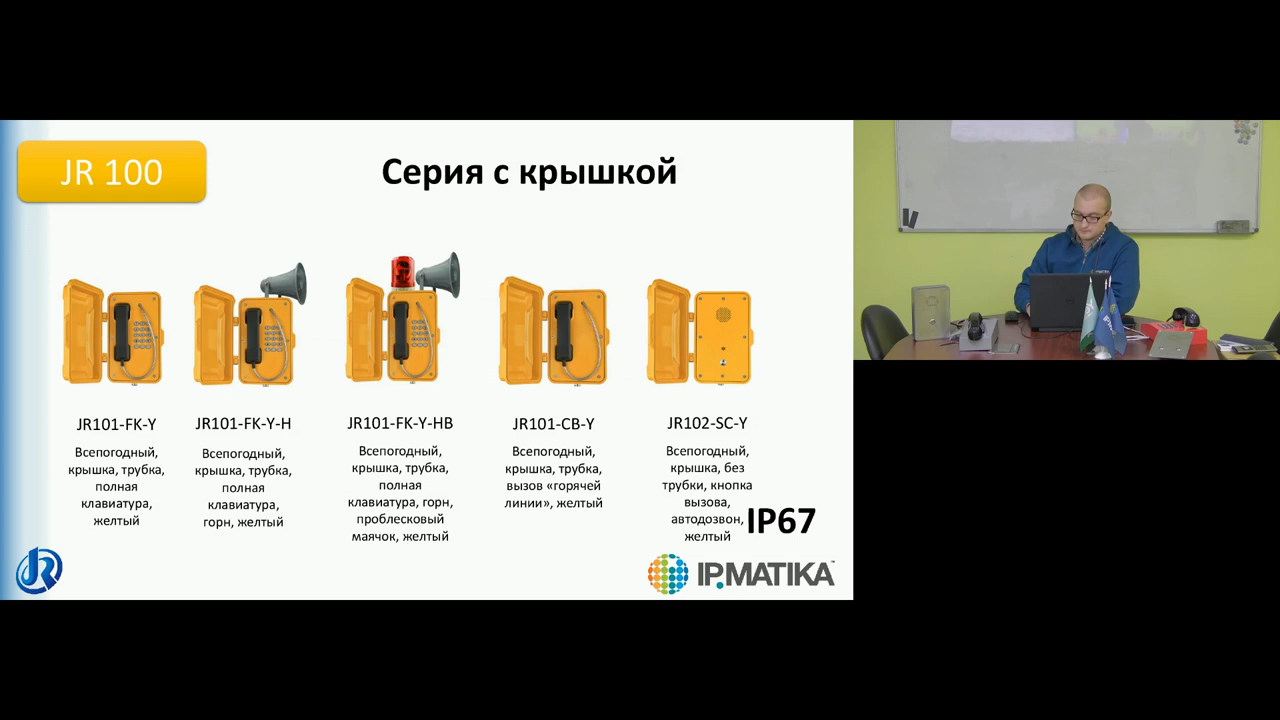 JR 100
Серия с крышкой
JR101-FK-Y
Всепогодный,
крышка, трубка,
полная
клавиатура,
желтый
JR101-FK-Y-H
Всепогодный,
крышка, трубка,
полная
клавиатура,
горн, желтый
JR101-FK-Y-HB
Всепогодный,
крышка, трубка,
полная
клавиатура, горн,
проблесковый
маячок, желтый
JR101-CB-Y
Всепогодный,
крышка, трубка,
вызов «горячей
линии», желтый
JR102-SC-Y
Всепогодный,
крышка, без
трубки, кнопка
вызова,
автодозвон,
желтый
IP67
JR
IPMATIKA™